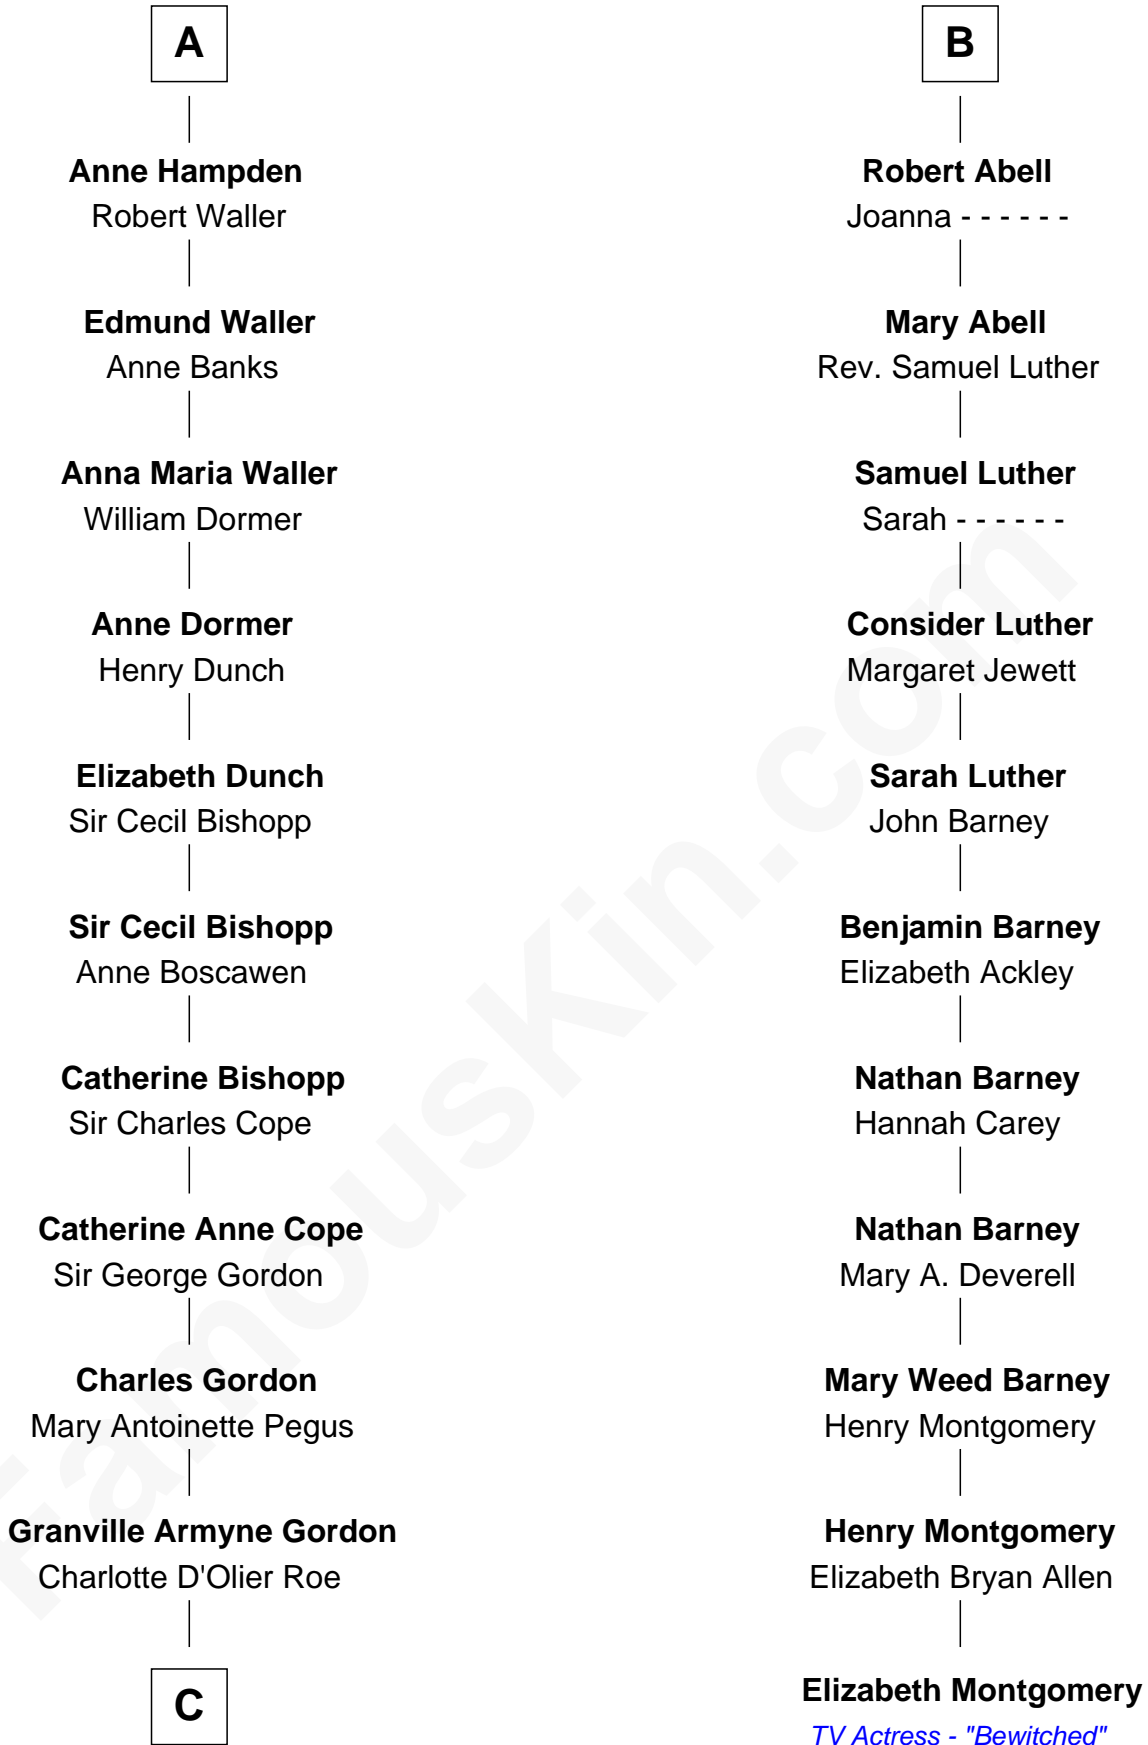 A
Anne Hampden
Robert Waller
Edmund Waller
Anne Banks
Anna Maria Waller
William Dormer
Anne Dormer
Henry Dunch
Elizabeth Dunch
Sir Cecil Bishopp
Sir Cecil Bishopp
Anne Boscawen
Catherine Bishopp
Sir Charles Cope
Catherine Anne Cope
Sir George Gordon
Charles Gordon
Mary Antoinette Pegus
Granville Armyne Gordon
Charlotte D'Olier Roe
C
B
Robert Abell
Joanna - - - - - -
Mary Abell
Rev. Samuel Luther
Samuel Luther
Sarah - - - - - -
Consider Luther
Margaret Jewett
Sarah Luther
John Barney
Benjamin Barney
Elizabeth Ackley
Nathan Barney
Hannah Carey
Nathan Barney
Mary A. Deverell
Mary Weed Barney
Henry Montgomery
Henry Montgomery
Elizabeth Bryan Allen
Elizabeth Montgomery
TV Actress - "Bewitched"
FamousKin.com